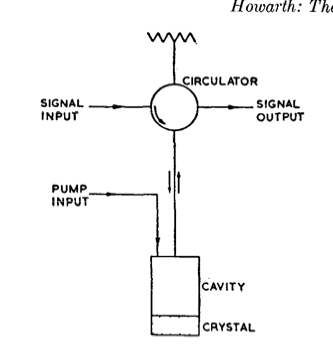 Howarth: The
CIRCULATOR
SIGNAL
INPUT
SIGNAL
OUTPUT
PUMP
INPUT
CAVITY
CRYSTAL